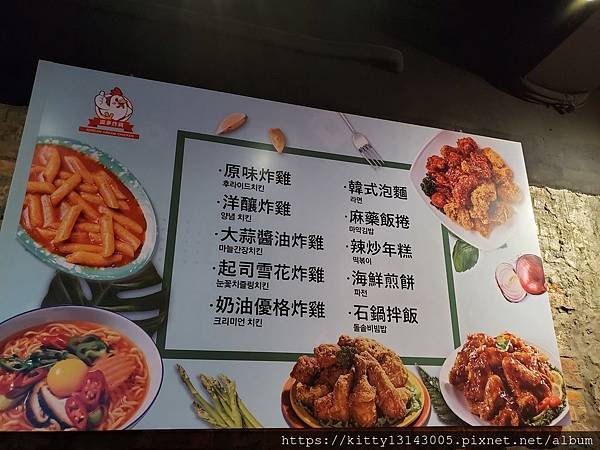 ·原味炸雞
후라이드치킨
·洋釀炸雞
양념 치킨
·大蒜醬油炸雞
마늘간장치킨
·起司雪花炸雞
눈꽃치즐링치킨
·奶油優格炸雞
크리미언 치킨
·韓式泡麵
라면
·麻藥飯捲
마약김밥
·辣炒年糕
떡볶이
·海鮮煎餅
파전
·石鍋拌飯
돌솥비빔밥
https://kitty13143005.pixnet.net/album